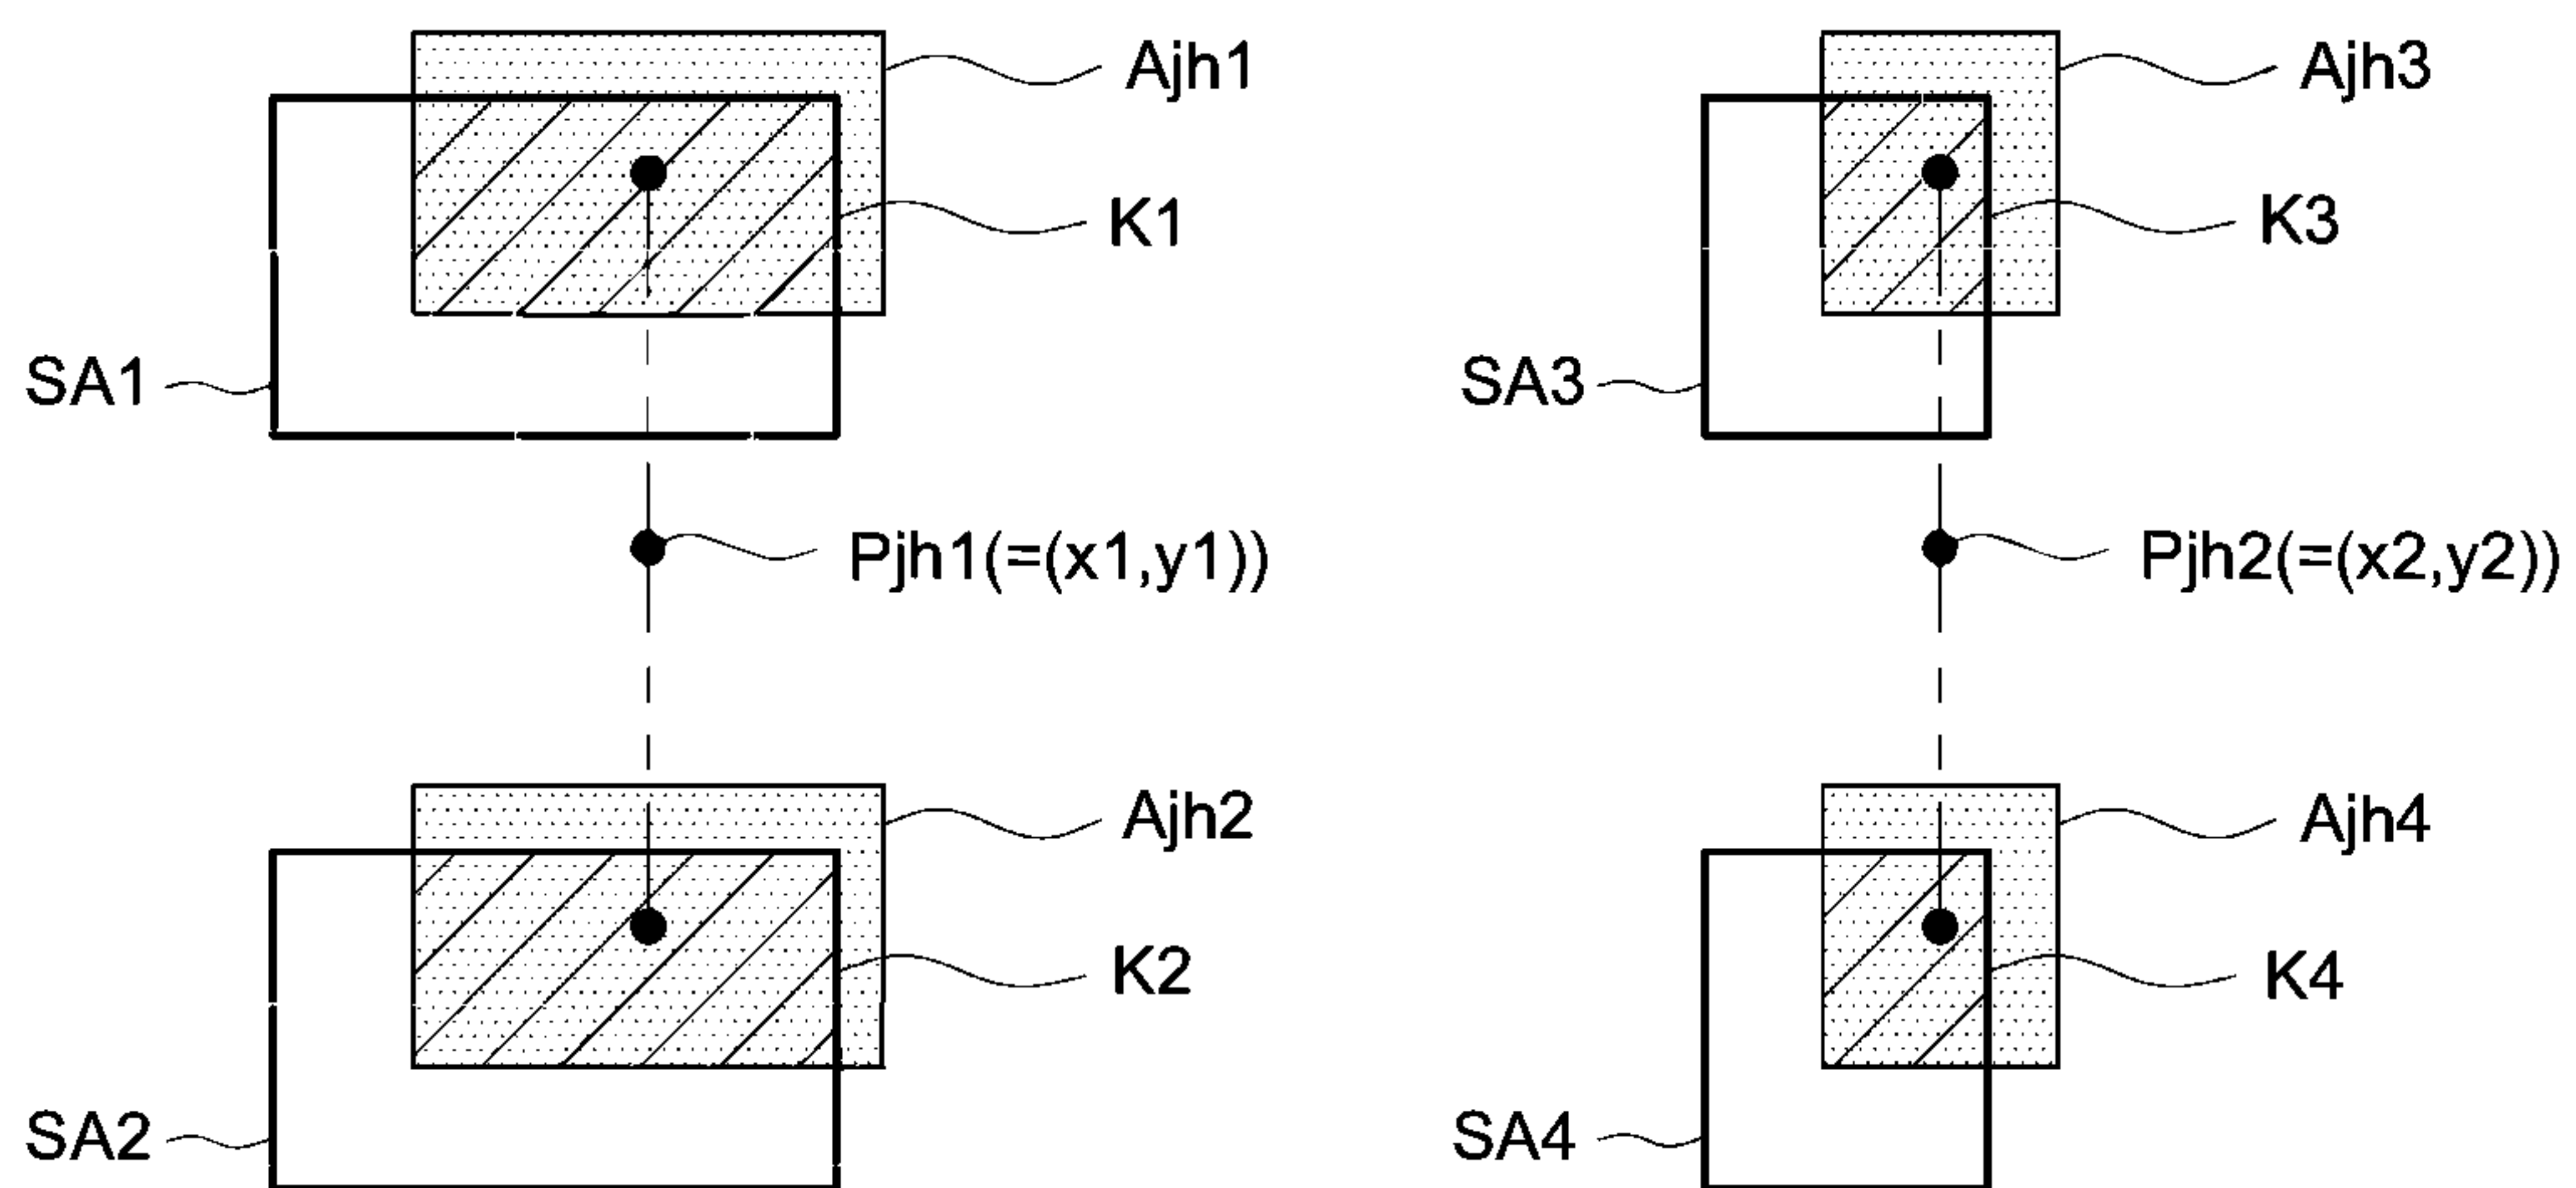 Ajh1
Ajh3
K1
K3
SA1
SA3
Pjh1(=(x1,y1))
Pjh2(=(x2,y2))
Ajh2
Ajh4
K2
K4
SA2
SA4